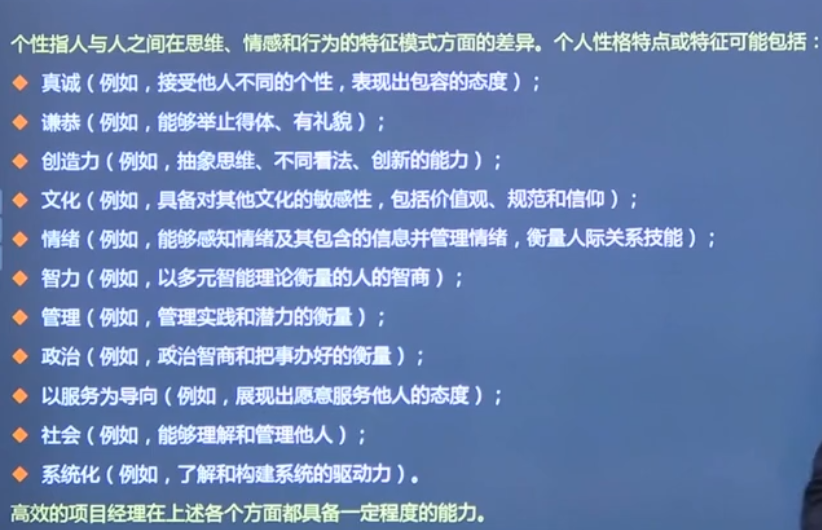 个性指人与人之间在思维、情感和行为的特征模式方面的差异。个人性格特点或特征可能包括：
真诚（例如，接受他人不同的个性，表现出包容的态度）；
谦恭（例如，能够举止得体、有礼貌）；
创造力（例如，抽象思维、不同看法、创新的能力）；
文化（例如，具备对其他文化的敏感性，包括价值观、规范和信仰）；
情绪（例如，能够感知情绪及其包含的信息并管理情绪，衡量人际关系技能）；
智力（例如，以多元智能理论衡量的人的智商）；
管理（例如，管理实践和潜力的衡量）；
政治（例如，政治智商和把事办好的衡量）；
以服务为导向（例如，展现出愿意服务他人的态度）；
社会（例如，能够理解和管理他人）；
系统化（例如，了解和构建系统的驱动力）。
高效的项目经理在上述各个方面都具备一定程度的能力。